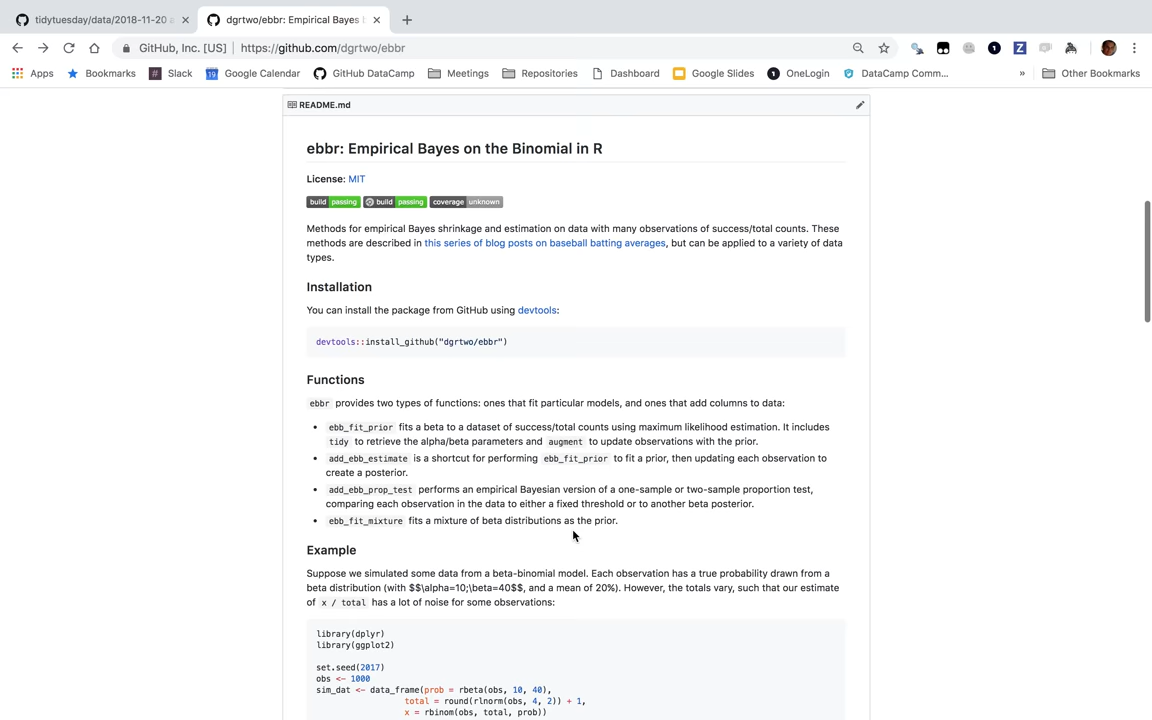 tidytuesday/data/2018-11-20 a
dgrtwo/ebbr: Empirical Bayes
GitHub, Inc. [US] | https://github.com/dgrtwo/ebbr
Apps Bookmarks Slack Google Calendar GitHub DataCamp Meetings Repositories Dashboard Google Slides OneLogin DataCamp Comm... » Other Bookmarks
README.md
ebbr: Empirical Bayes on the Binomial in R
License: MIT
build passing build passing coverage unknown
Methods for empirical Bayes shrinkage and estimation on data with many observations of success/total counts. These
methods are described in this series of blog posts on baseball batting averages, but can be applied to a variety of data
types.
Installation
You can install the package from GitHub using devtools:
devtools::install_github("dgrtwo/ebbr")
Functions
ebbr provides two types of functions: ones that fit particular models, and ones that add columns to data:
• ebb_fit_prior fits a beta to a dataset of success/total counts using maximum likelihood estimation. It includes
tidy to retrieve the alpha/beta parameters and augment to update observations with the prior.
• add_ebb_estimate is a shortcut for performing ebb_fit_prior to fit a prior, then updating each observation to
create a posterior.
• add_ebb_prop_test performs an empirical Bayesian version of a one-sample or two-sample proportion test,
comparing each observation in the data to either a fixed threshold or to another beta posterior.
• ebb_fit_mixture fits a mixture of beta distributions as the prior.
Example
Suppose we simulated some data from a beta-binomial model. Each observation has a true probability drawn from a
beta distribution (with $$\alpha=10;\beta=40$$, and a mean of 20%). However, the totals vary, such that our estimate
of x / total has a lot of noise for some observations:
library(dplyr)
library(ggplot2)
set.seed(2017)
obs <- 1000
sim_dat <- data_frame(prob = rbeta(obs, 10, 40),
total = round(rlnorm(obs, 4, 2)) + 1,
x = rbinom(obs, total, prob))